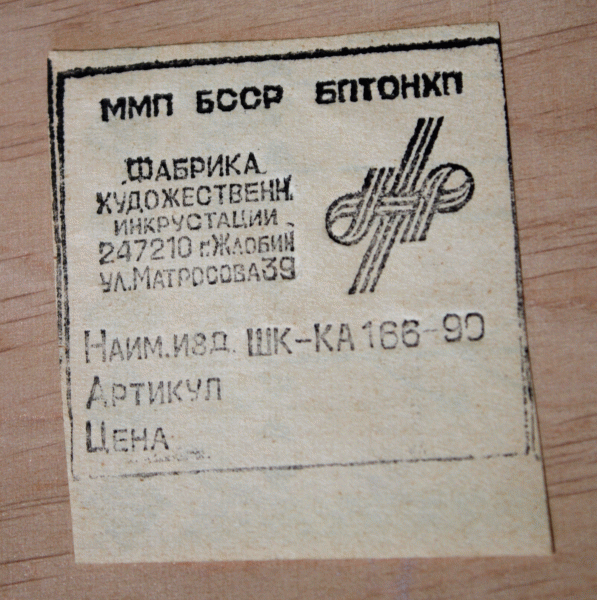 ММП БССР БПТОНХП
ФАБРИКА
ХУДОЖЕСТВЕНН.
ИНКРУСТАЦИИ
247210 г.ЖЛОБИН
УЛ.МАТРОСОВА 39
НАИМ.ИЗД. ШК-КА 166-90
АРТИКУЛ
ЦЕНА